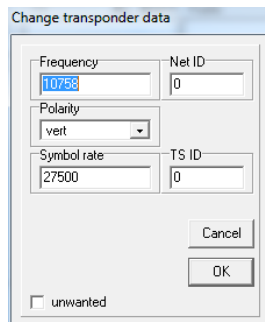 Change transponder data
Frequency Net ID
10758 0
Polarity
vert
Symbol rate TS ID
27500 0
Cancel
OK
unwanted